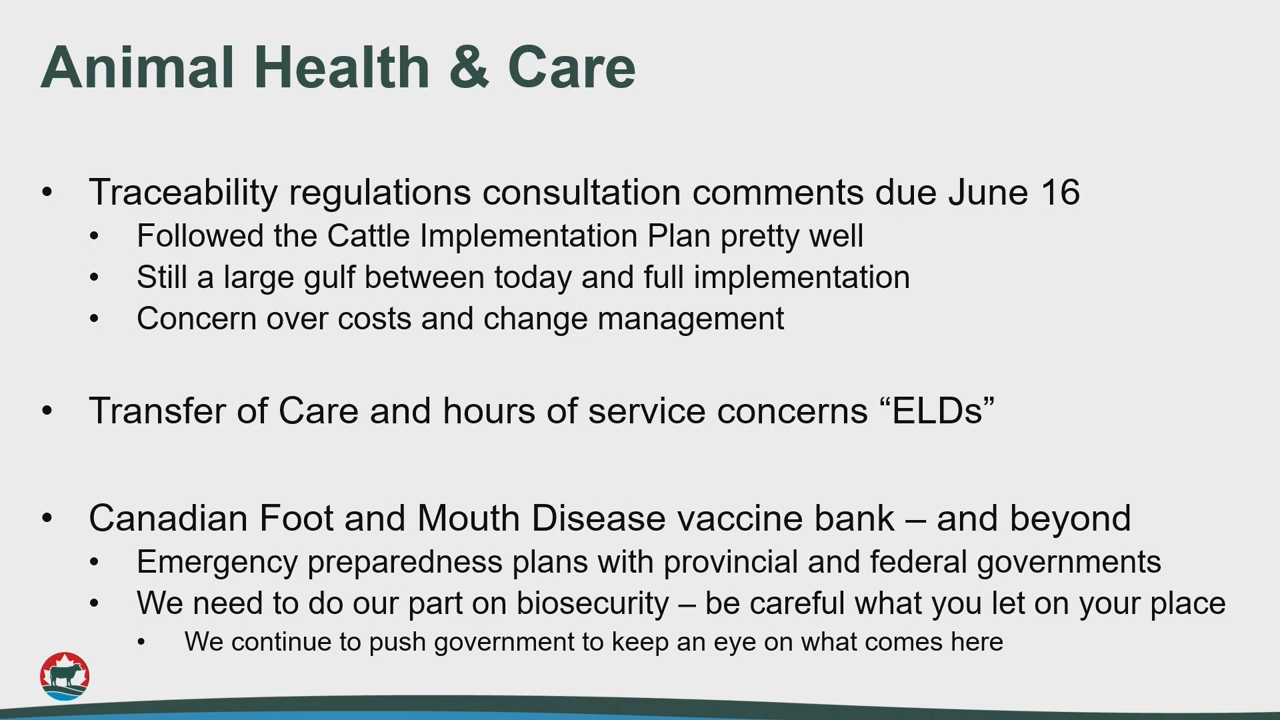 Animal Health & Care
• Traceability regulations consultation comments due June 16
• Followed the Cattle Implementation Plan pretty well
• Still a large gulf between today and full implementation
• Concern over costs and change management
• Transfer of Care and hours of service concerns “ELDs”
• Canadian Foot and Mouth Disease vaccine bank – and beyond
• Emergency preparedness plans with provincial and federal governments
• We need to do our part on biosecurity – be careful what you let on your place
• We continue to push government to keep an eye on what comes here